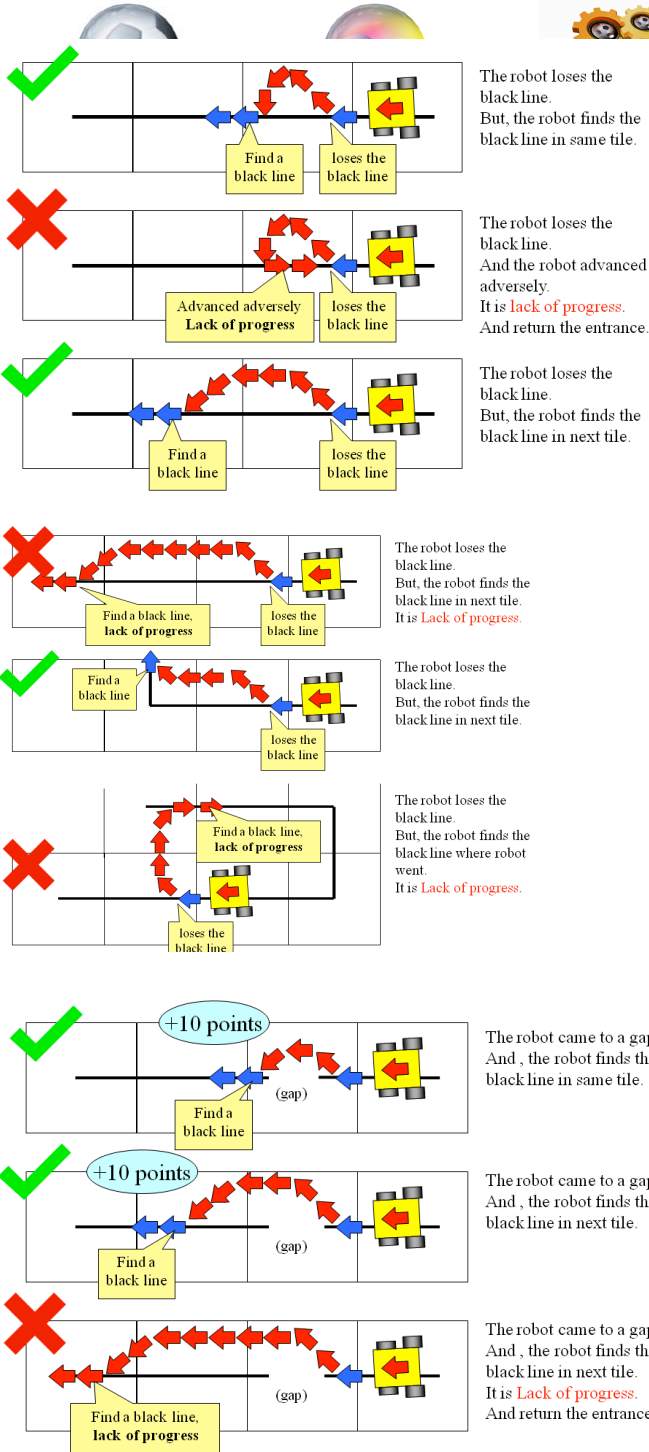 The robot loses the
black line.
But, the robot finds the
black line in same tile.
Find a
black line
loses the
black line
The robot loses the
black line.
And the robot advanced
adversely.
It is lack of progress.
And return the entrance.
Advanced adversely
Lack of progress
loses the
black line
The robot loses the
black line.
But, the robot finds the
black line in next tile.
Find a
black line
loses the
black line
The robot loses the
black line.
But, the robot finds the
black line in next tile.
It is Lack of progress.
Find a black line,
lack of progress
loses the
black line
The robot loses the
black line.
But, the robot finds the
black line in next tile.
Find a
black line
loses the
black line
The robot loses the
black line.
But, the robot finds the
black line where robot
went.
It is Lack of progress.
Find a black line,
lack of progress
loses the
black line
+10 points
The robot came to a gap
And , the robot finds th
black line in same tile.
(gap)
Find a
black line
+10 points
The robot came to a gap
And , the robot finds th
black line in next tile.
(gap)
Find a
black line
The robot came to a gap
And , the robot finds th
black line in next tile.
It is Lack of progress.
And return the entrance
(gap)
Find a black line,
lack of progress